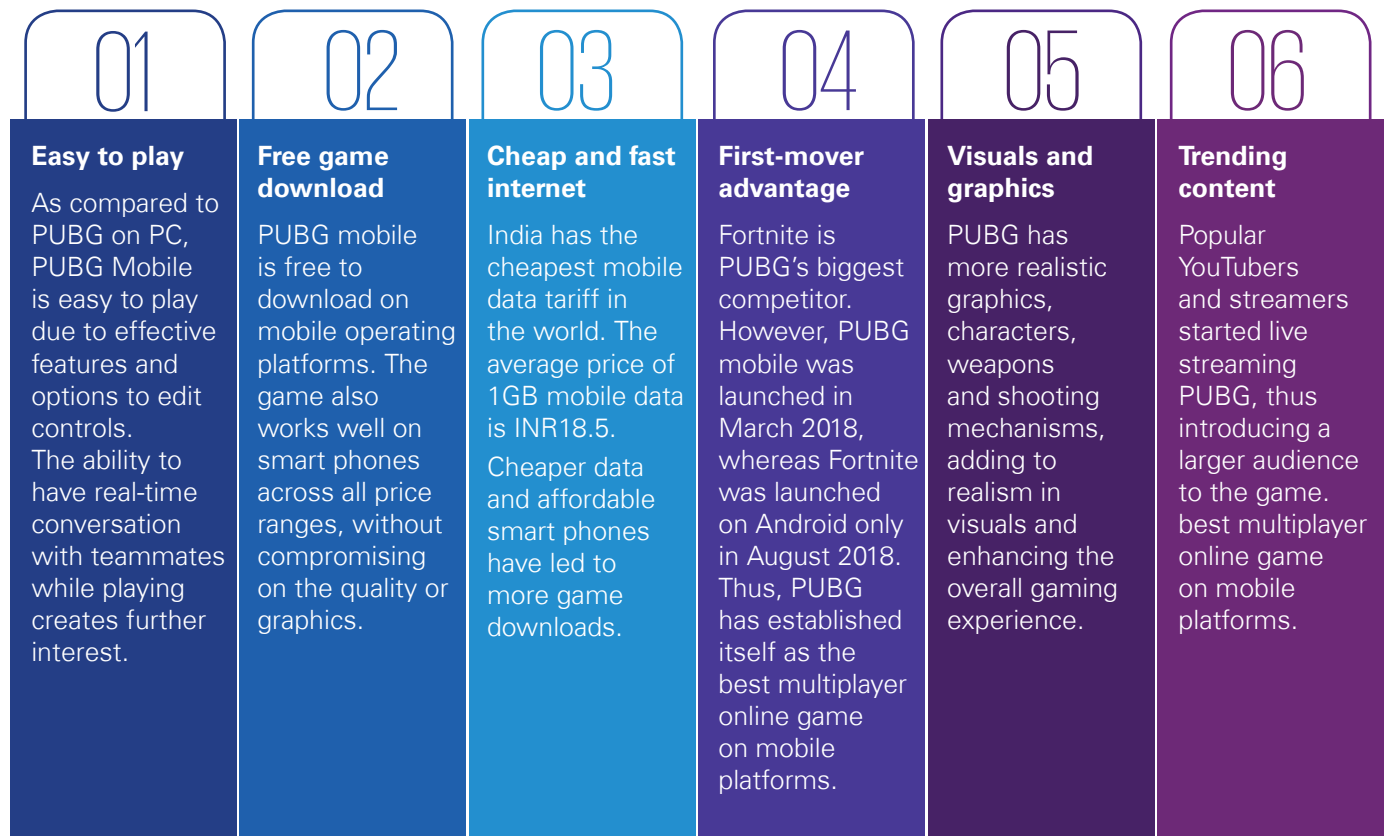 01
Easy to play
As compared to
PUBG on PC,
PUBG Mobile
is easy to play
due to effective
features and
options to edit
controls.
The ability to
have real-time
conversation
with teammates
while playing
creates further
interest.
02
Free game
download
PUBG mobile
is free to
download on
mobile operating
platforms. The
game also
works well on
smart phones
across all price
ranges, without
compromising
on the quality or
graphics.
03
Cheap and fast
internet
India has the
cheapest mobile
data tariff in
the world. The
average price of
1GB mobile data
is INR18.5.
Cheaper data
and affordable
smart phones
have led to
more game
downloads.
04
First-mover
advantage
Fortnite is
PUBG's biggest
competitor.
However, PUBG
mobile was
launched in
March 2018,
whereas Fortnite
was launched
on Android only
in August 2018.
Thus, PUBG
has established
itself as the
best multiplayer
online game
on mobile
platforms.
05
Visuals and
graphics
PUBG has
more realistic
graphics,
characters,
weapons
and shooting
mechanisms,
adding to
realism in
visuals and
enhancing the
overall gaming
experience.
06
Trending
content
Popular
YouTubers
and streamers
started live
streaming
PUBG, thus
introducing a
larger audience
to the game.
best multiplayer
online game
on mobile
platforms.